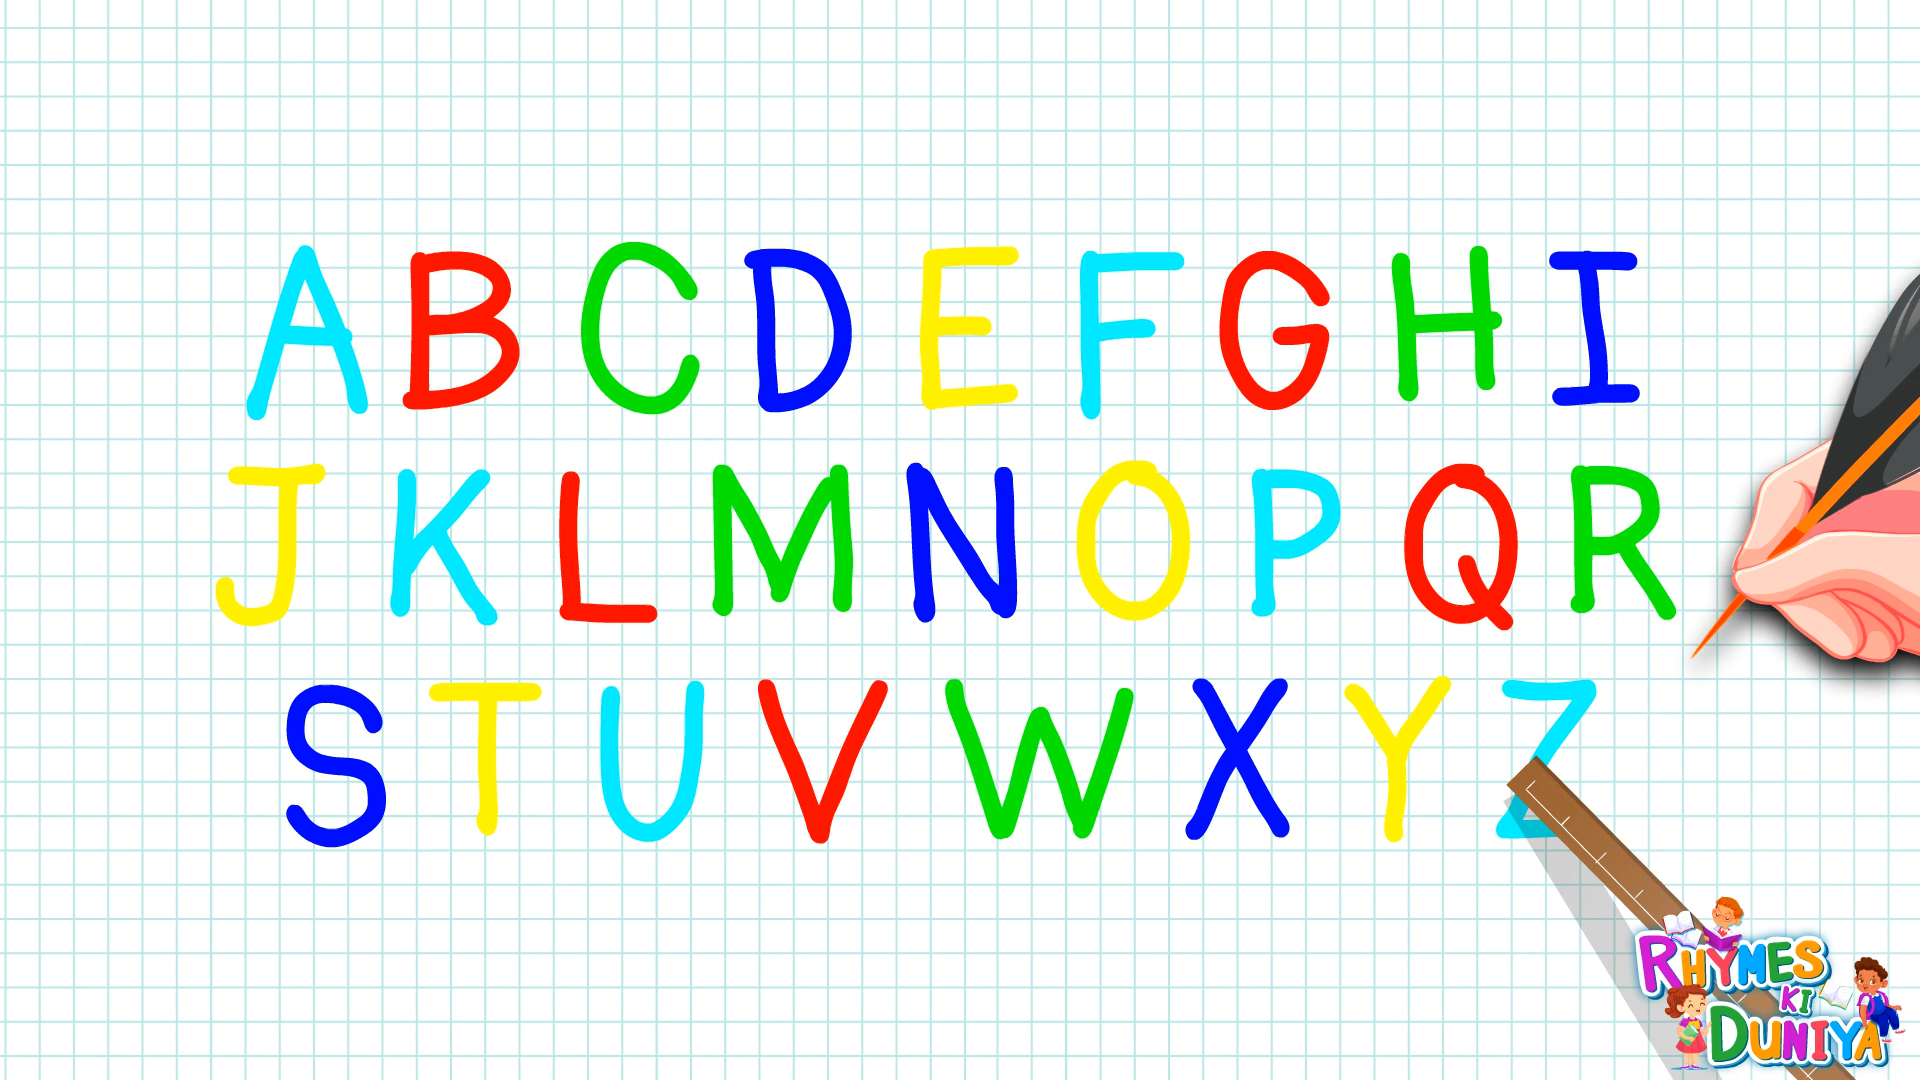 A B C D E F G H I
J K L M N O P Q R
S T U V W X Y Z
RHYMES
KI
DUNIYA